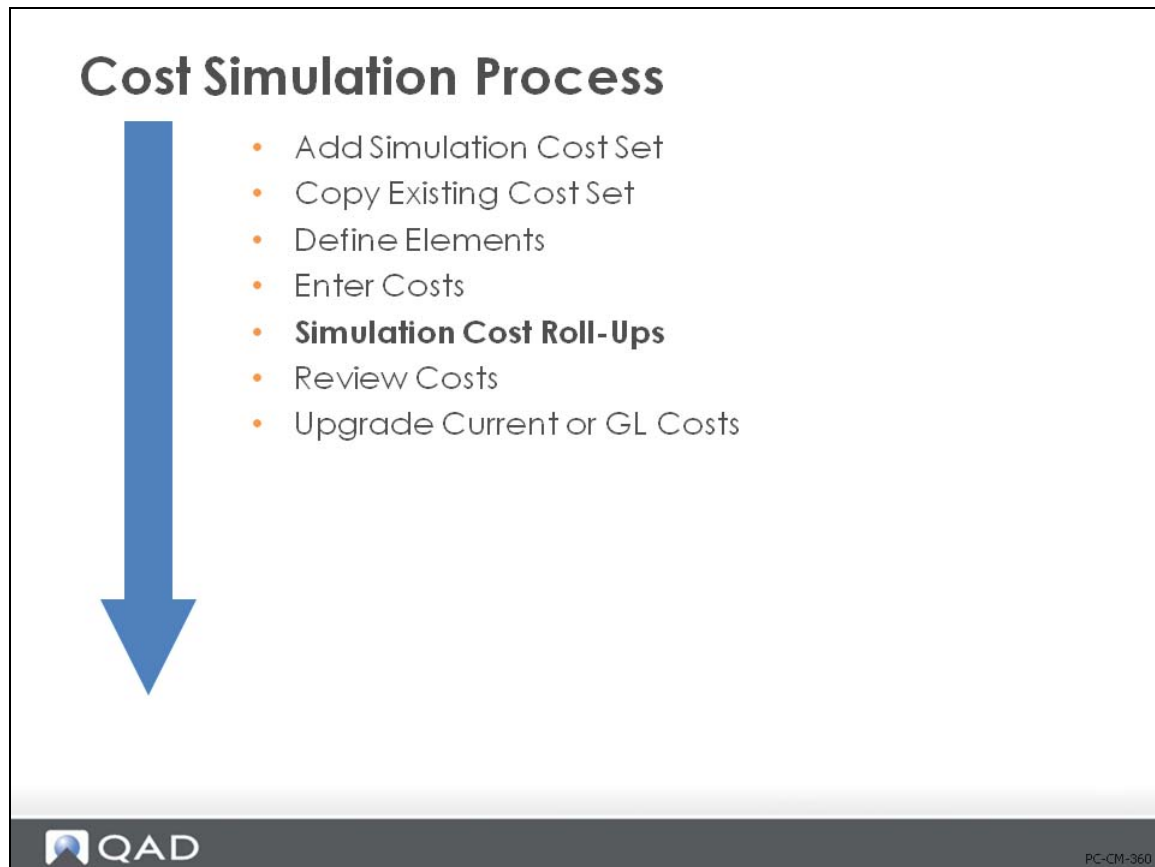 Cost Simulation Process
• Add Simulation Cost Set
• Copy Existing Cost Set
• Define Elements
• Enter Costs
• Simulation Cost Roll-Ups
• Review Costs
• Upgrade Current or GL Costs
QAD
PC-CM-360